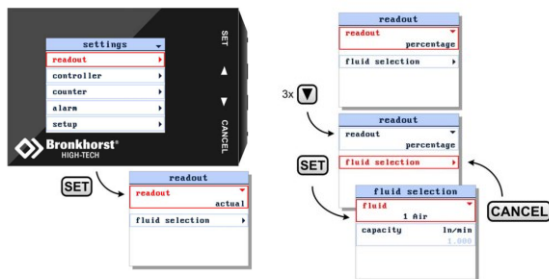 settings
readout
controller
counter
alarm
setup
SET
CANCEL
Bronkhorst®
HIGH-TECH
SET
readout
readout
actual
fluid selection
readout
readout
percentage
fluid selection
3x
readout
readout
percentage
fluid selection
SET
CANCEL
fluid selection
fluid
1 Air
capacity ln/min
1.000